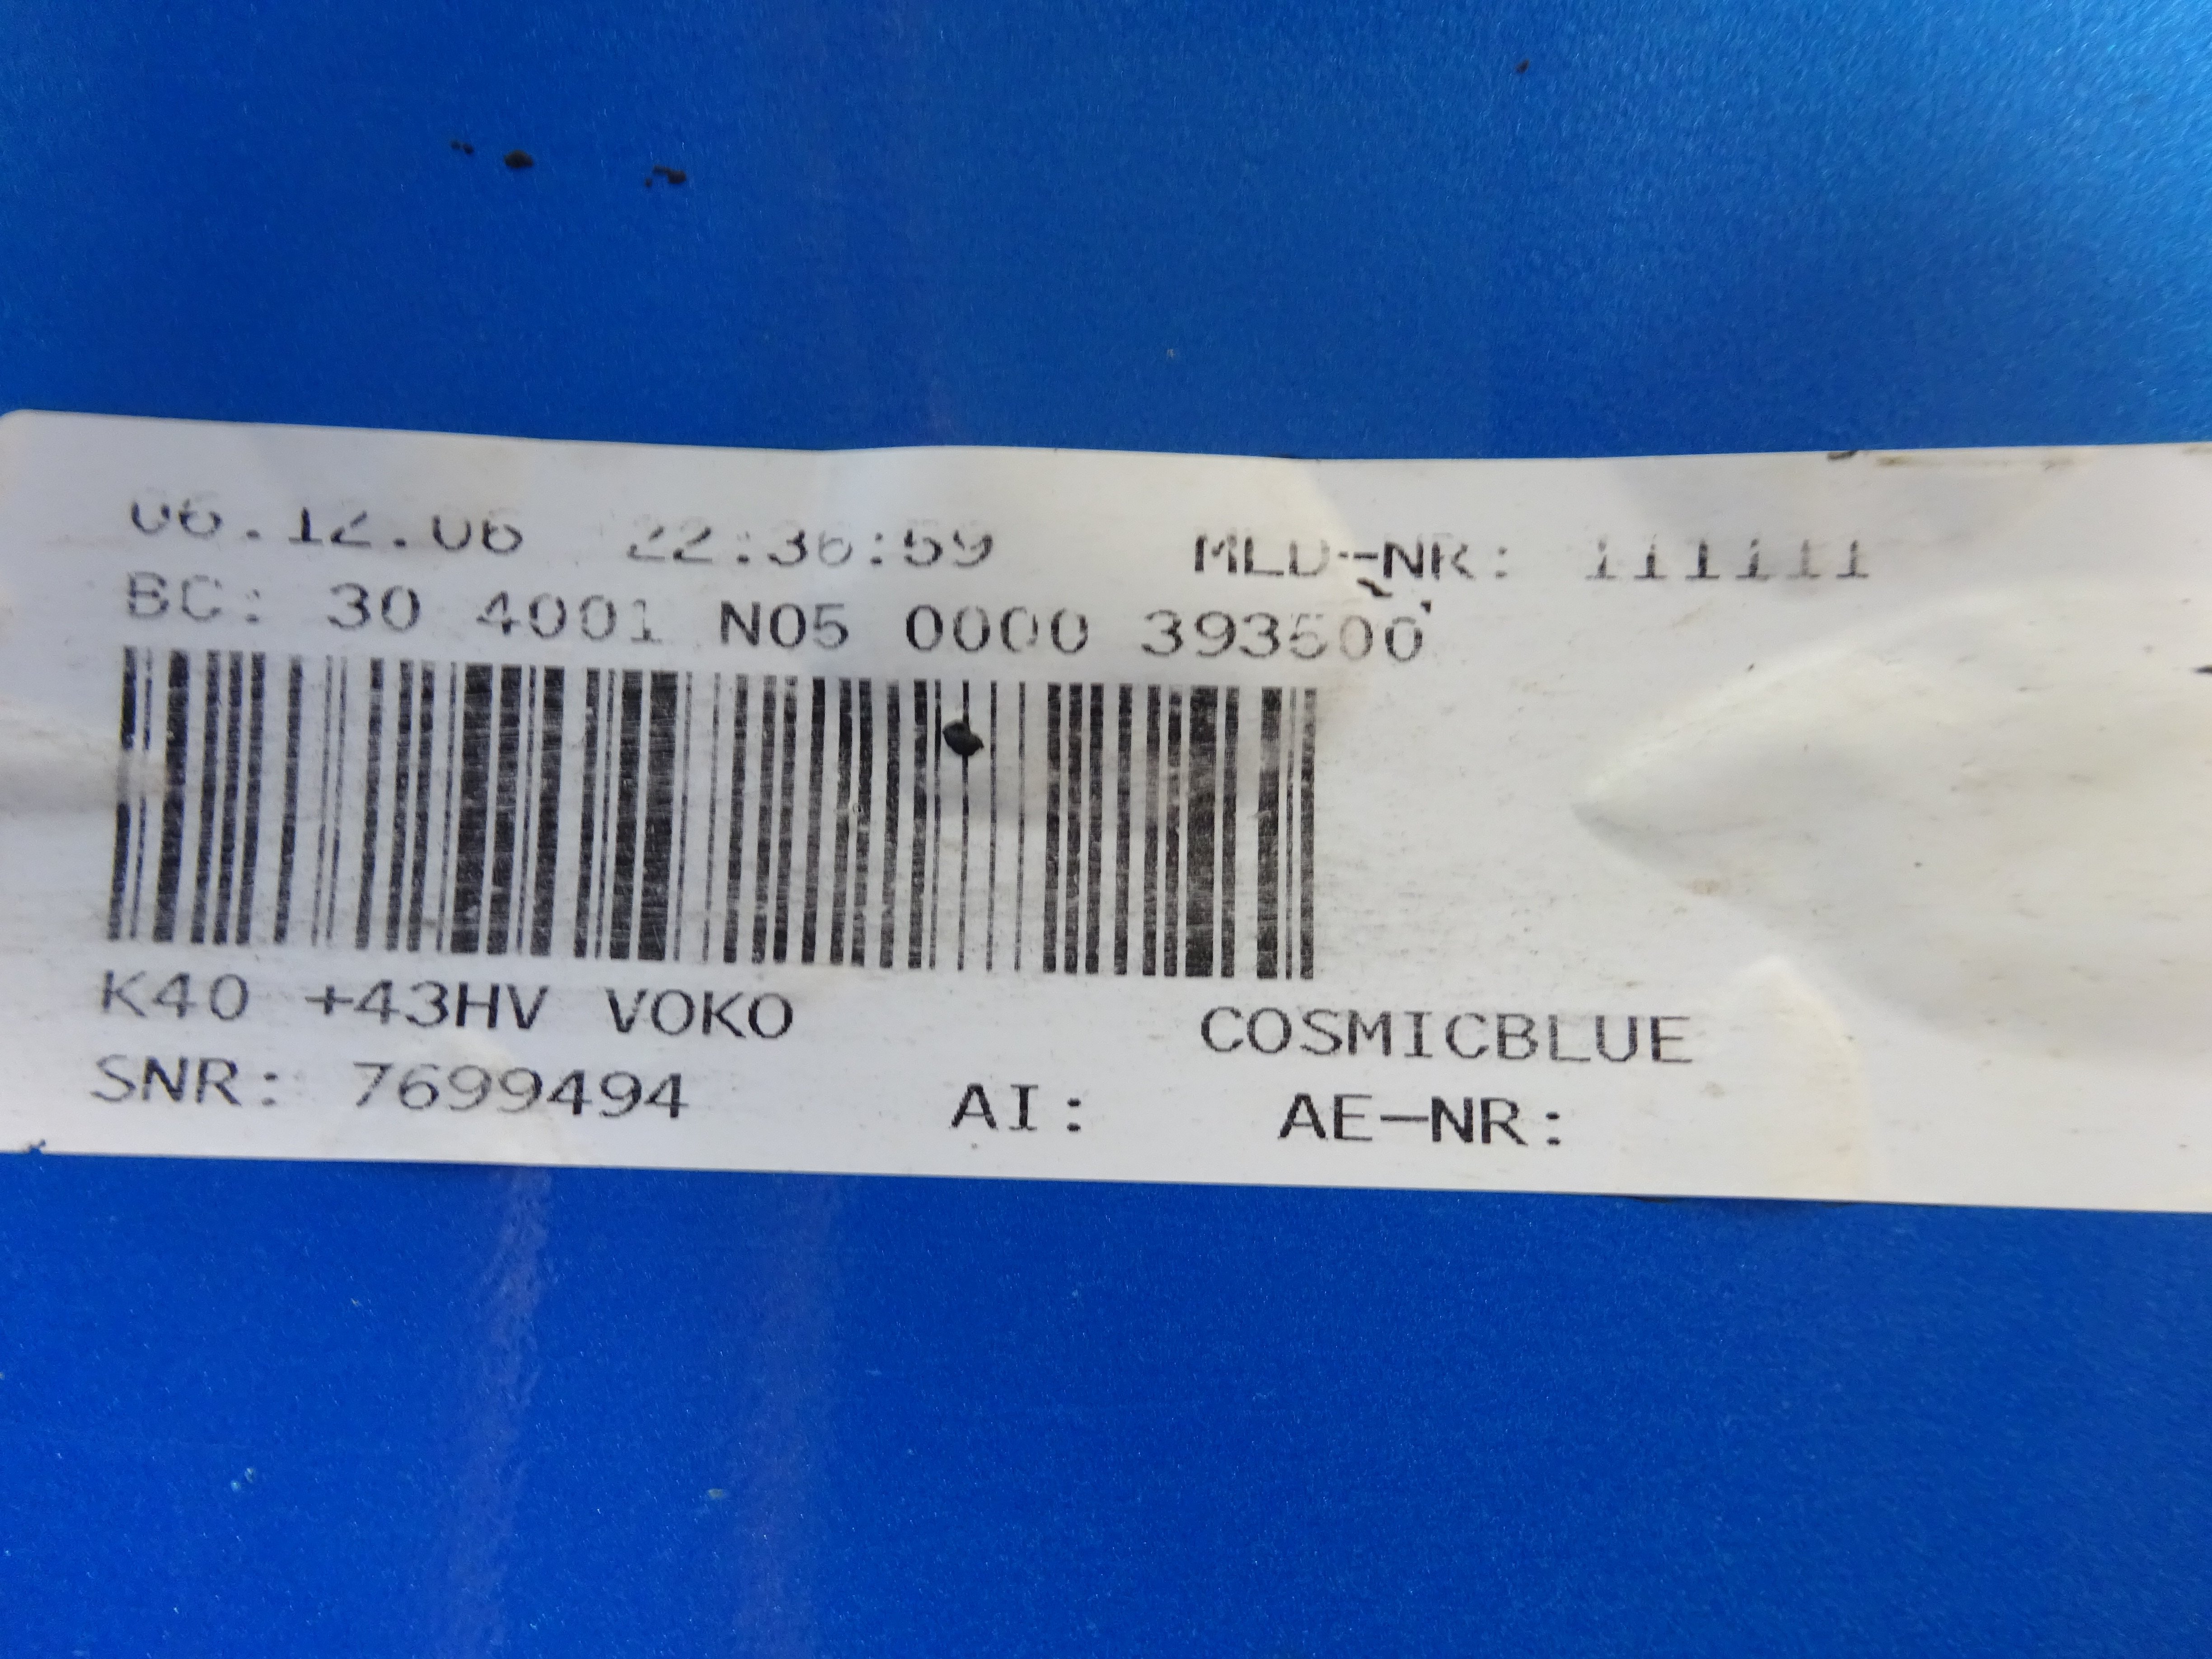 06.12.06 22:36:59 MLD-NR: 111111
BC: 30 4001 N05 0000 393500
K40 +43HV VOKO COSMICBLUE
SNR: 7699494 AI: AE-NR: